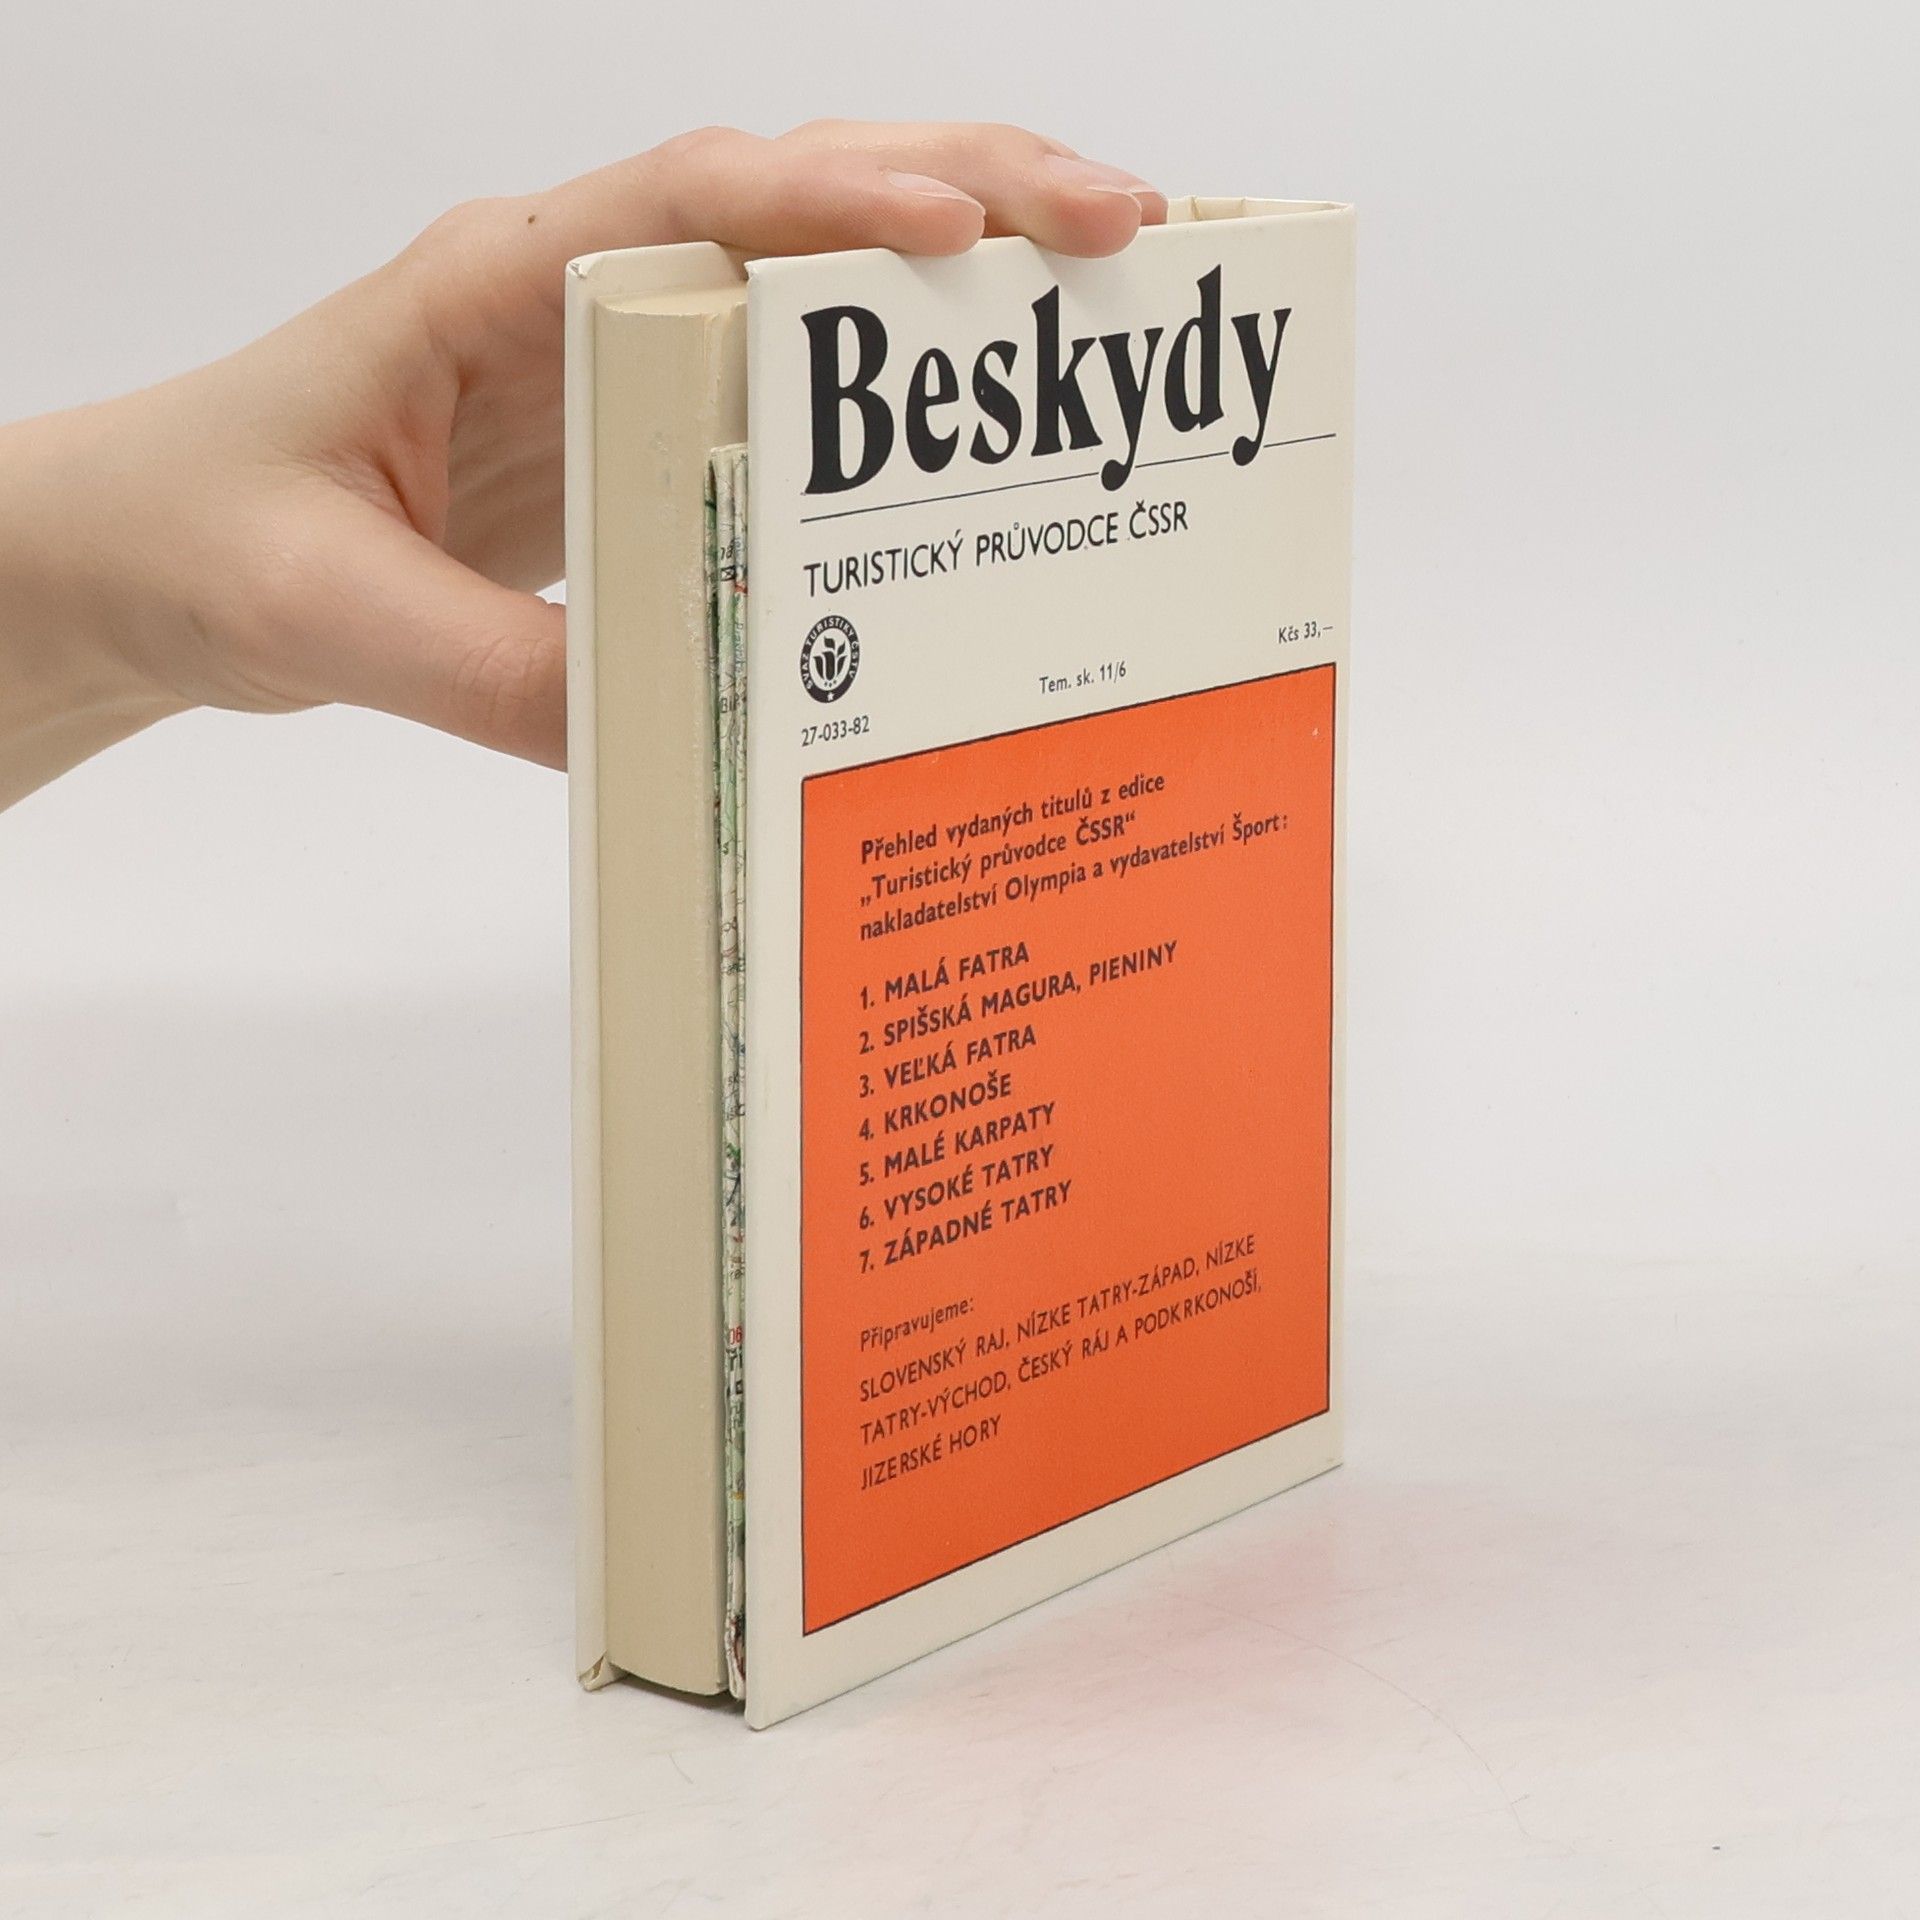 Beskydy
TURISTICKÝ PRŮVODCE ČSSR
SVAZ TURISTIKY ČSTV
Kčs 33,—
Tem. sk. 11/6
27-033-82
Přehled vydaných titulů z edice
„Turistický průvodce ČSSR“
nakladatelství Olympia a vydavatelství Šport:
1. MALÁ FATRA
2. SPIŠSKÁ MAGURA, PIENINY
3. VEĽKÁ FATRA
4. KRKONOŠE
5. MALÉ KARPATY
6. VYSOKÉ TATRY
7. ZÁPADNÉ TATRY
Připravujeme:
SLOVENSKÝ RAJ, NÍZKE TATRY-ZÁPAD, NÍZKE
TATRY-VÝCHOD, ČESKÝ RÁJ A PODKRKONOŠÍ,
JIZERSKÉ HORY